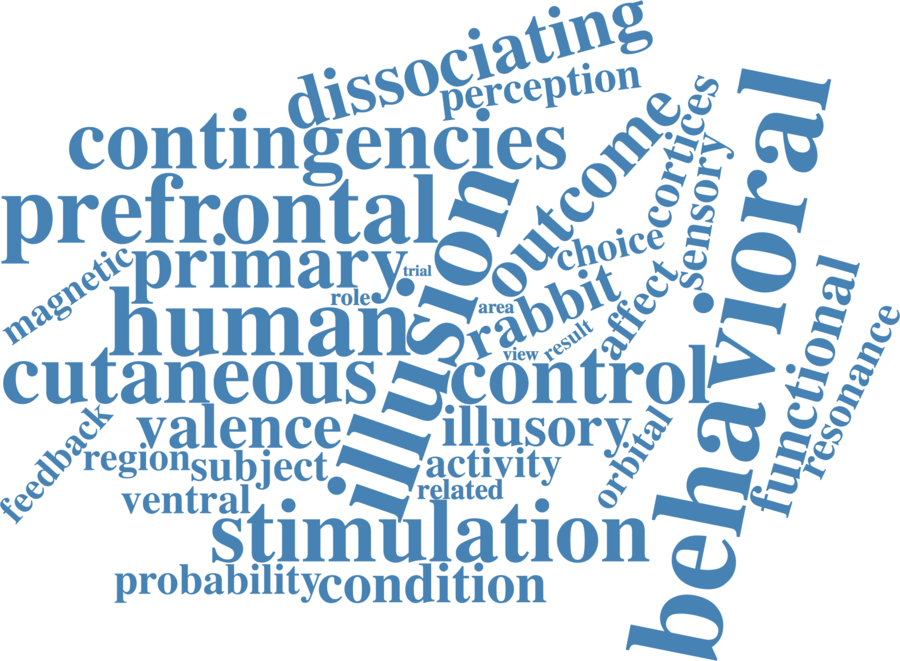 dissociating
perception
contingencies
outcome
cortices
behavioral
prefrontal
illusion
sensory
choice
primary
magnetic
trial
role
area
rabbit
affect
human
view
result
functional
cutaneous
control
resonance
valence
illusory
orbital
feedback
region
subject
activity
ventral
related
stimulation
probability
condition